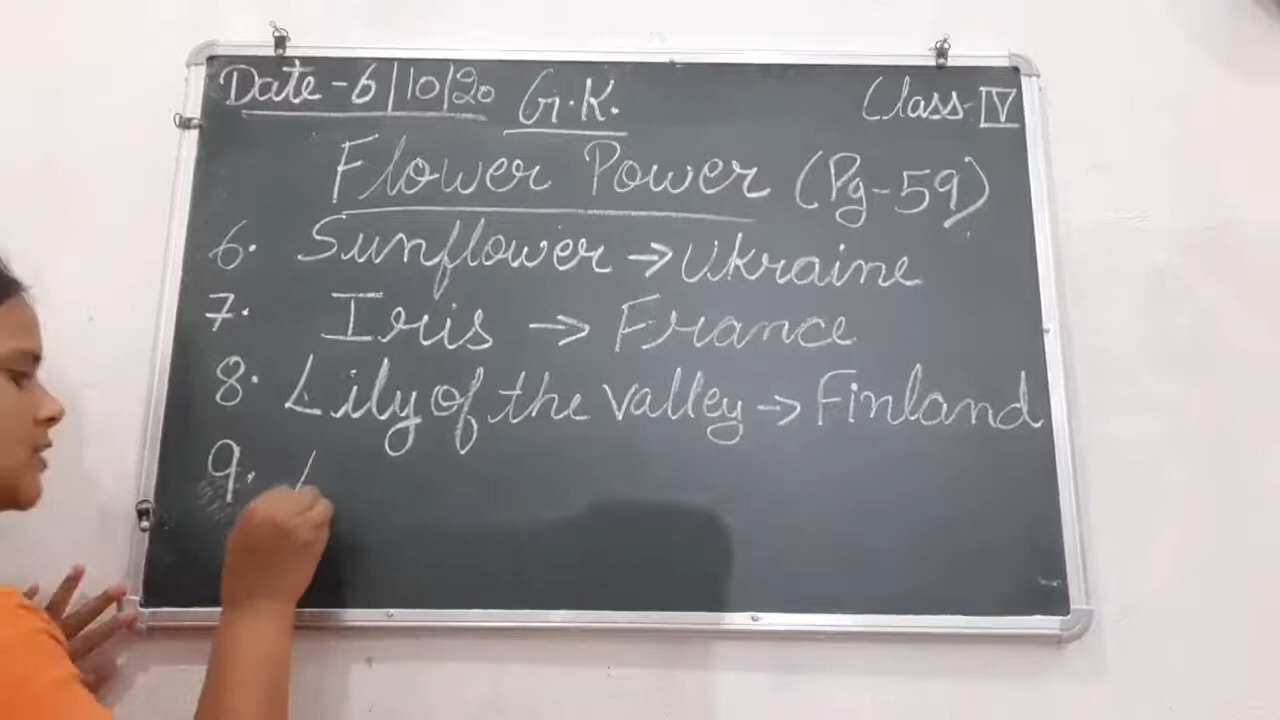 Date - 6|10|20 G.K. Class - V
Flower Power (Pg - 59)
6. Sunflower → Ukraine
7. Iris → France
8. Lily of the valley → Finland
9.